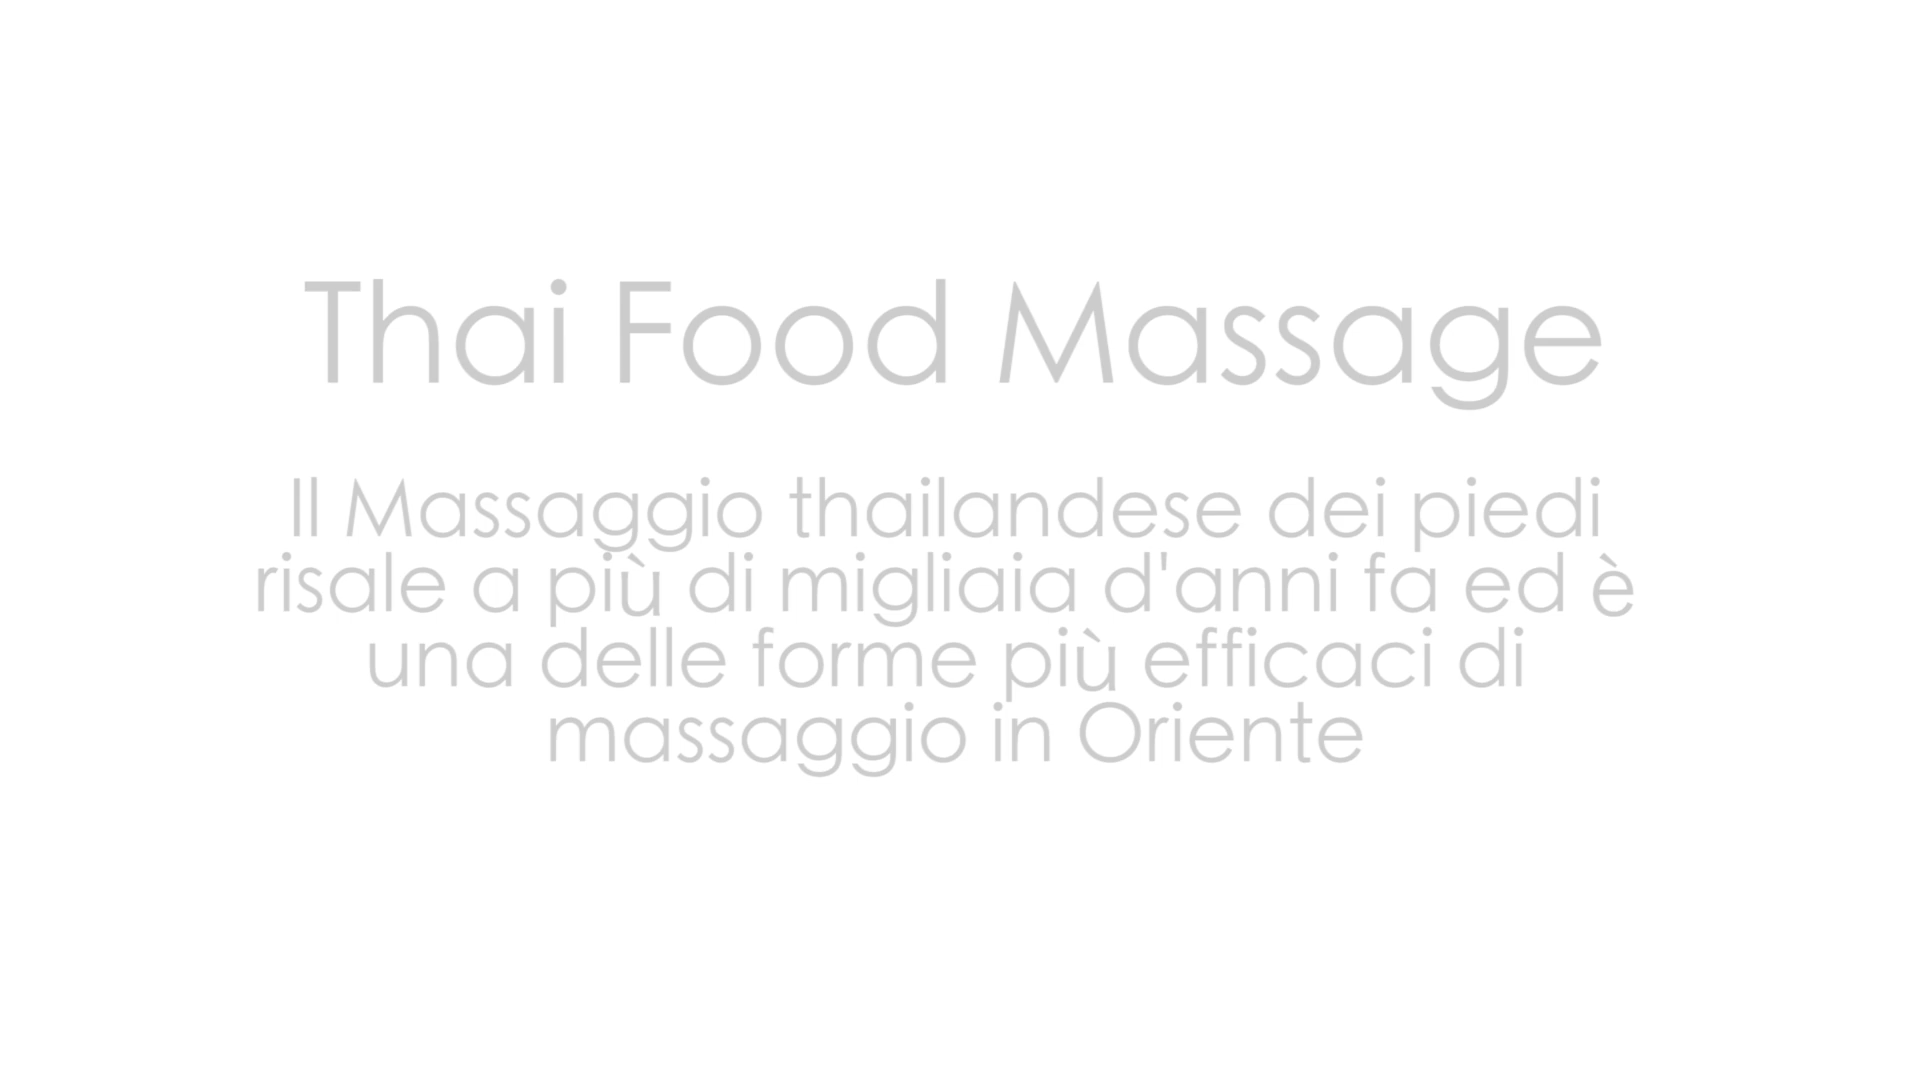 Thai Food Massage
Il Massaggio thailandese dei piedi
risale a più di migliaia d'anni fa ed è
una delle forme più efficaci di
massaggio in Oriente